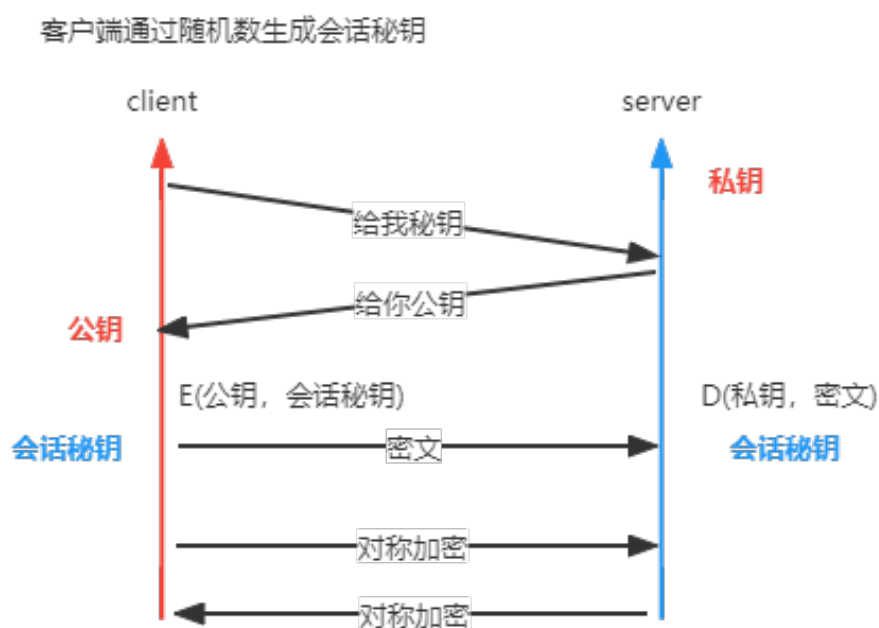 客户端通过随机数生成会话秘钥
client
server
私钥
给我秘钥
给你公钥
公钥
E(公钥，会话秘钥)
D(私钥，密文)
会话秘钥
密文
会话秘钥
对称加密
对称加密